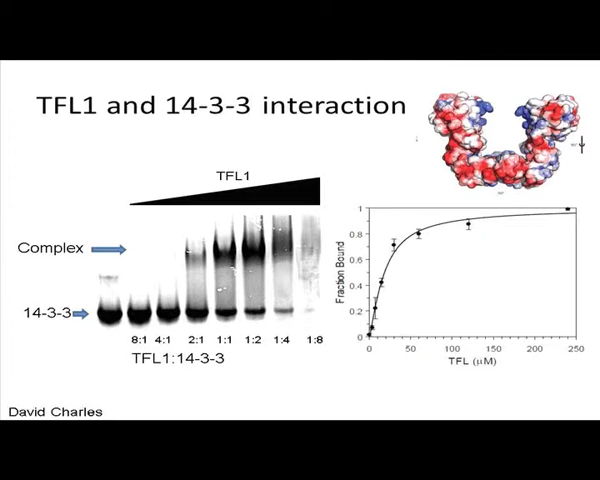 TFL1 and 14-3-3 interaction
TFL1
Complex
14-3-3
8:1 4:1 2:1 1:1 1:2 1:4 1:8
TFL1:14-3-3
Fraction Bound
1
0.8
0.6
0.4
0.2
0
0 50 100 150 200 250
TFL (μM)
David Charles